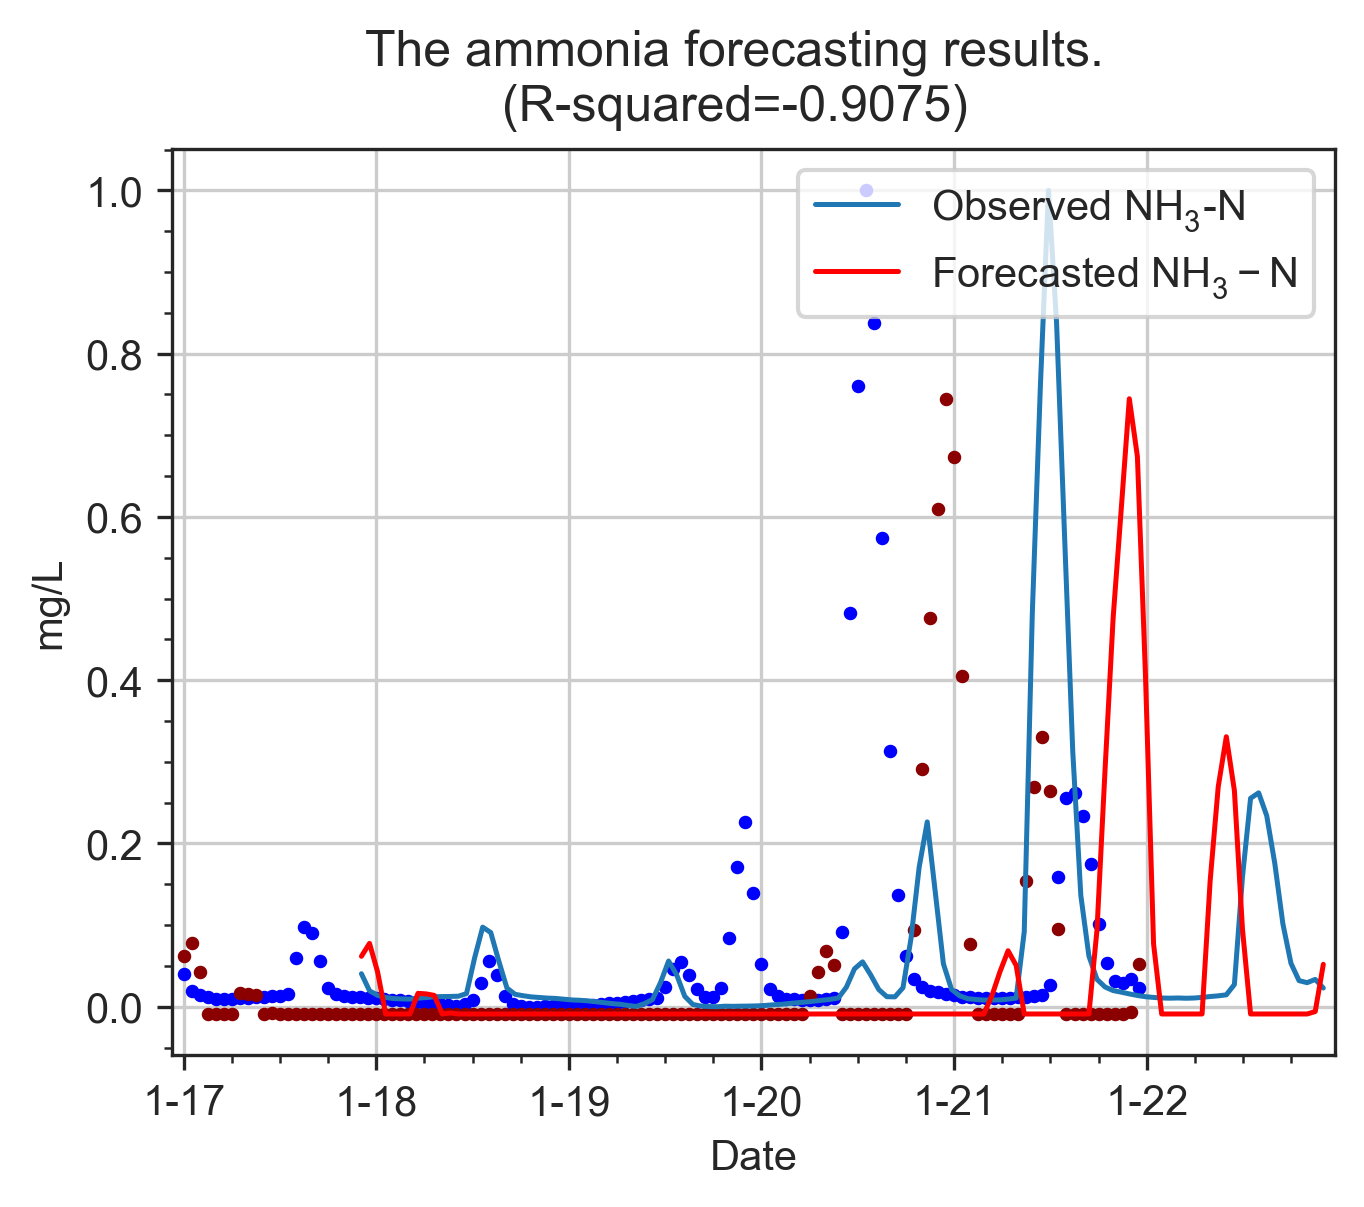 The ammonia forecasting results.
(R-squared=-0.9075)
1.0
0.8
0.6
0.4
0.2
0.0
mg/L
Observed NH₃-N
Forecasted NH₃ − N
1-17 1-18 1-19 1-20 1-21 1-22
Date